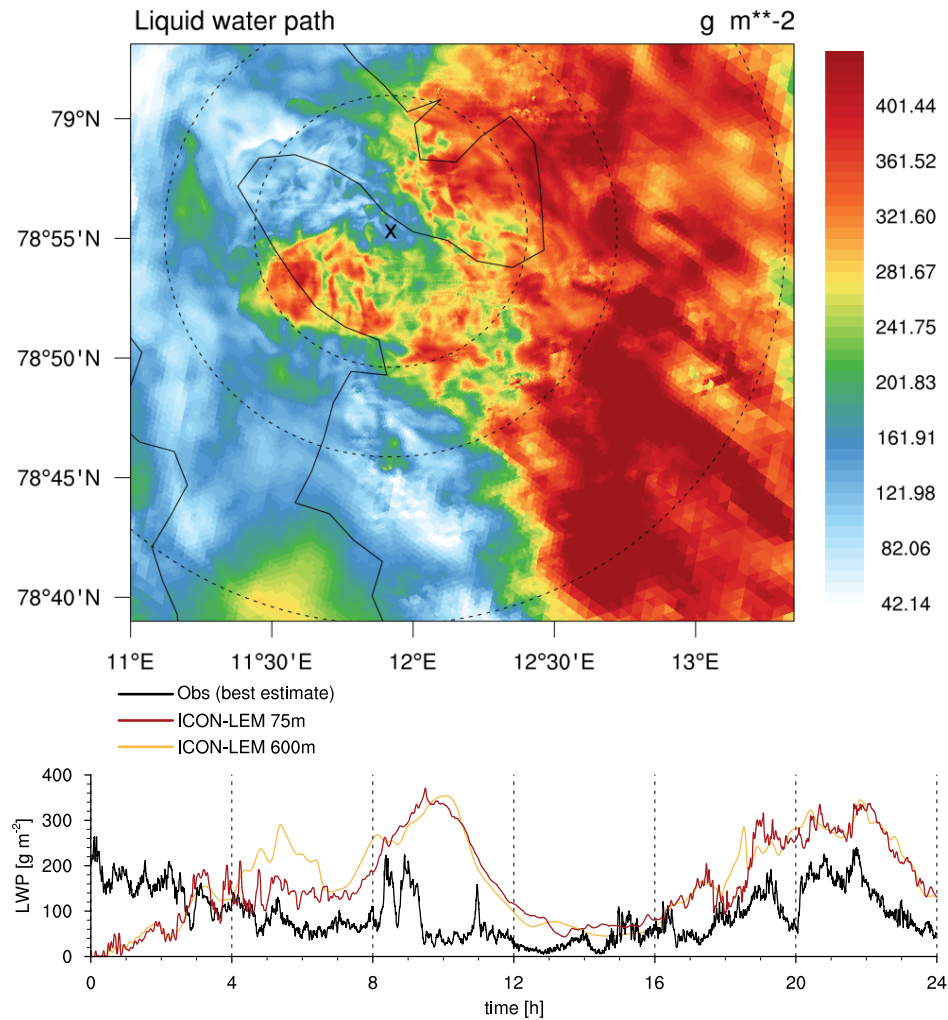 Liquid water path g m**-2
79°N
78°55'N
78°50'N
78°45'N
78°40'N
11°E 11°30'E 12°E 12°30'E 13°E
X
401.44
361.52
321.60
281.67
241.75
201.83
161.91
121.98
82.06
42.14
Obs (best estimate)
ICON-LEM 75m
ICON-LEM 600m
LWP [g m-2]
400
300
200
100
0
0 4 8 12 16 20 24
time [h]